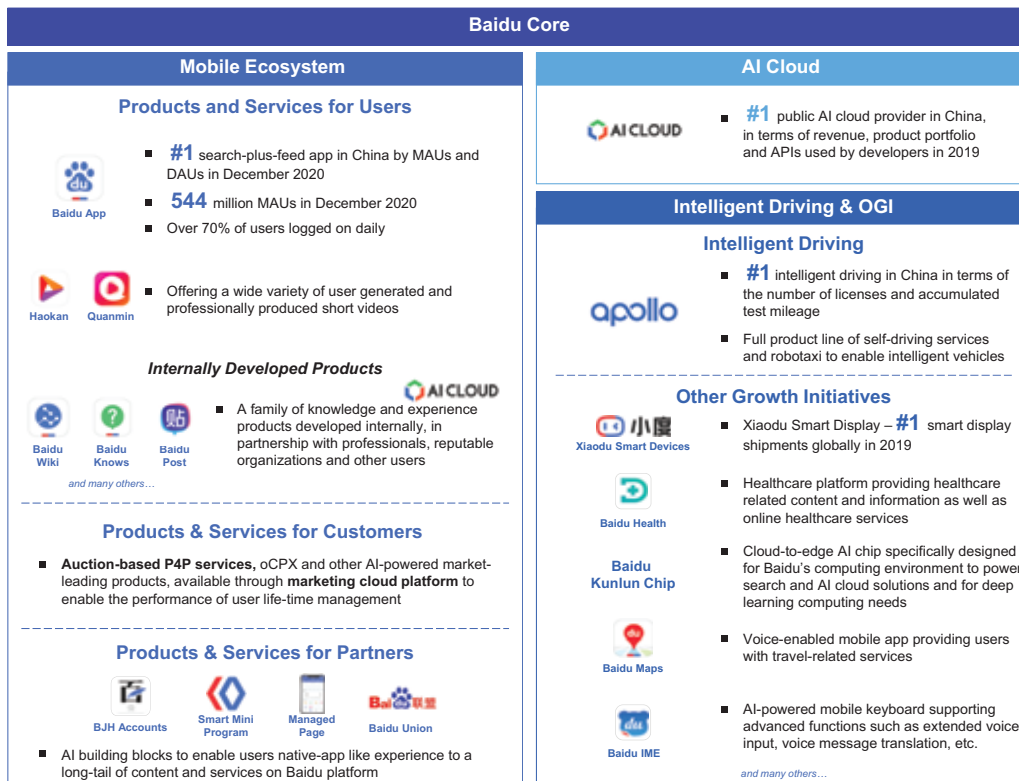 Baidu Core
Mobile Ecosystem
Products and Services for Users
du
Baidu App
■ #1 search-plus-feed app in China by MAUs and
DAUs in December 2020
■ 544 million MAUs in December 2020
■ Over 70% of users logged on daily
Haokan
Quanmin
■ Offering a wide variety of user generated and
professionally produced short videos
Internally Developed Products
AI CLOUD
Baidu
Wiki
?
Baidu
Knows
贴
Baidu
Post
■ A family of knowledge and experience
products developed internally, in
partnership with professionals, reputable
organizations and other users
and many others…
Products & Services for Customers
■ Auction-based P4P services, oCPX and other AI-powered market-
leading products, available through marketing cloud platform to
enable the performance of user life-time management
Products & Services for Partners
BJH Accounts
Smart Mini
Program
Managed
Page
Bai du 联盟
Baidu Union
■ AI building blocks to enable users native-app like experience to a
long-tail of content and services on Baidu platform
AI Cloud
AI CLOUD
■ #1 public AI cloud provider in China,
in terms of revenue, product portfolio
and APIs used by developers in 2019
Intelligent Driving & OGI
Intelligent Driving
apollo
■ #1 intelligent driving in China in terms of
the number of licenses and accumulated
test mileage
■ Full product line of self-driving services
and robotaxi to enable intelligent vehicles
Other Growth Initiatives
小度
Xiaodu Smart Devices
■ Xiaodu Smart Display – #1 smart display
shipments globally in 2019
Baidu Health
■ Healthcare platform providing healthcare
related content and information as well as
online healthcare services
Baidu
Kunlun Chip
■ Cloud-to-edge AI chip specifically designed
for Baidu's computing environment to power
search and AI cloud solutions and for deep
learning computing needs
du
Baidu Maps
■ Voice-enabled mobile app providing users
with travel-related services
du
Baidu IME
■ AI-powered mobile keyboard supporting
advanced functions such as extended voice
input, voice message translation, etc.
and many others…